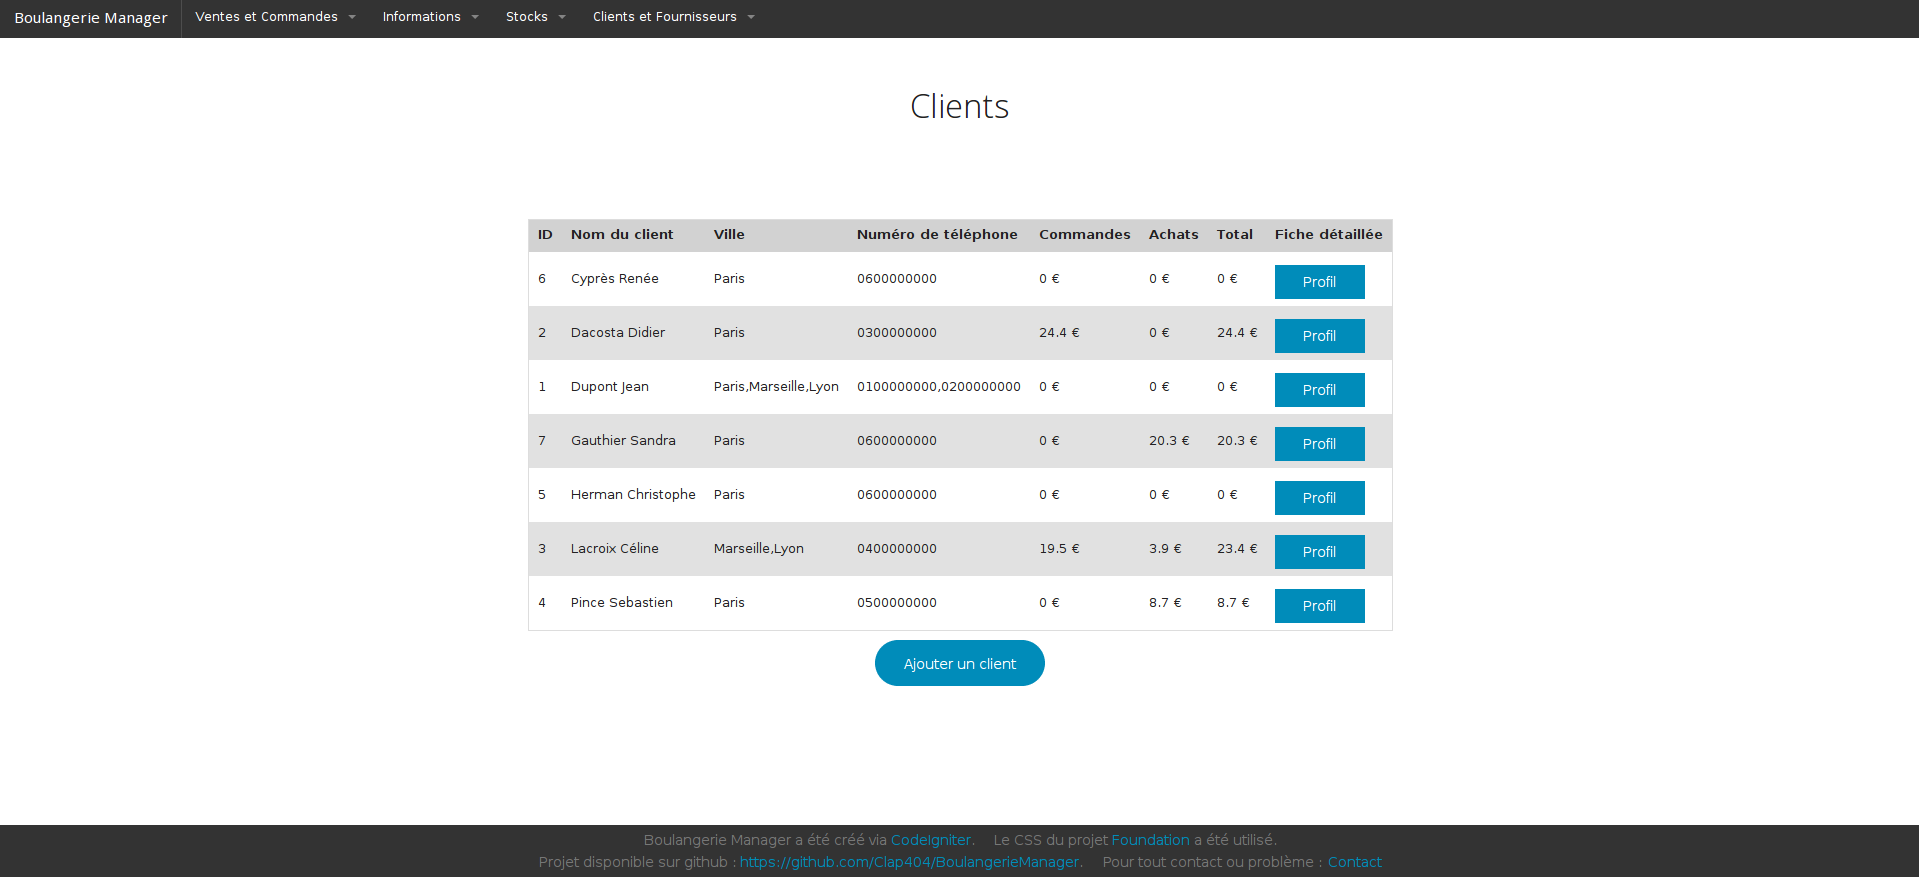 Boulangerie Manager Ventes et Commandes Informations Stocks Clients et Fournisseurs
Clients
ID Nom du client Ville Numéro de téléphone Commandes Achats Total Fiche détaillée
6 Cyprès Renée Paris 0600000000 0 € 0 € 0 € Profil
2 Dacosta Didier Paris 0300000000 24.4 € 0 € 24.4 € Profil
1 Dupont Jean Paris,Marseille,Lyon 0100000000,0200000000 0 € 0 € 0 € Profil
7 Gauthier Sandra Paris 0600000000 0 € 20.3 € 20.3 € Profil
5 Herman Christophe Paris 0600000000 0 € 0 € 0 € Profil
3 Lacroix Céline Marseille,Lyon 0400000000 19.5 € 3.9 € 23.4 € Profil
4 Pince Sebastien Paris 0500000000 0 € 8.7 € 8.7 € Profil
Ajouter un client
Boulangerie Manager a été créé via CodeIgniter. Le CSS du projet Foundation a été utilisé.
Projet disponible sur github : https://github.com/Clap404/BoulangerieManager. Pour tout contact ou problème : Contact